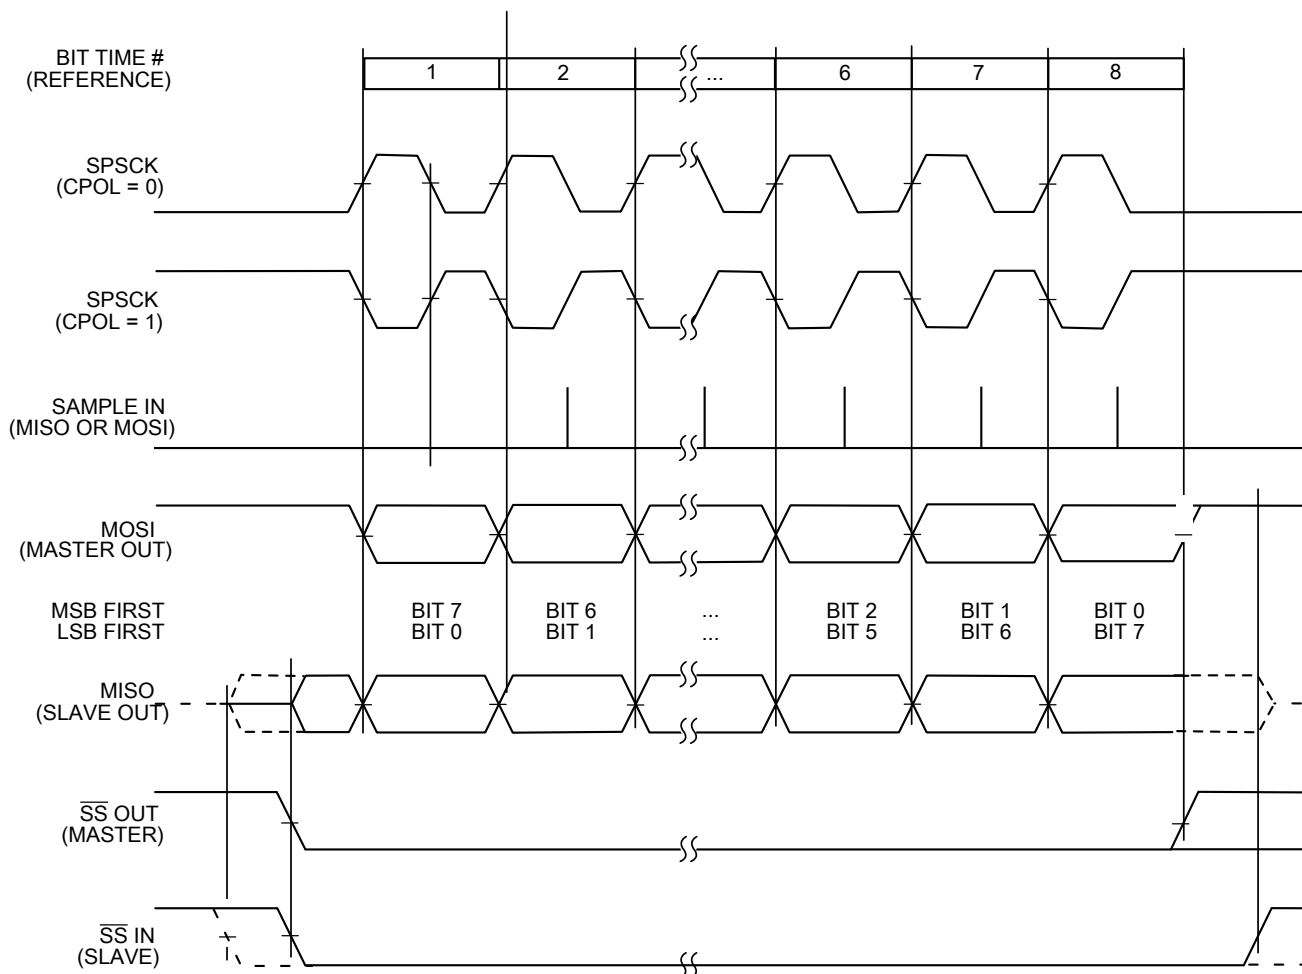 BIT TIME #
(REFERENCE)
1 2 ... 6 7 8
SPSCK
(CPOL = 0)
SPSCK
(CPOL = 1)
SAMPLE IN
(MISO OR MOSI)
MOSI
(MASTER OUT)
MSB FIRST BIT 7 BIT 6 ... BIT 2 BIT 1 BIT 0
LSB FIRST BIT 0 BIT 1 ... BIT 5 BIT 6 BIT 7
MISO
(SLAVE OUT)
S̅S̅ OUT
(MASTER)
S̅S̅ IN
(SLAVE)